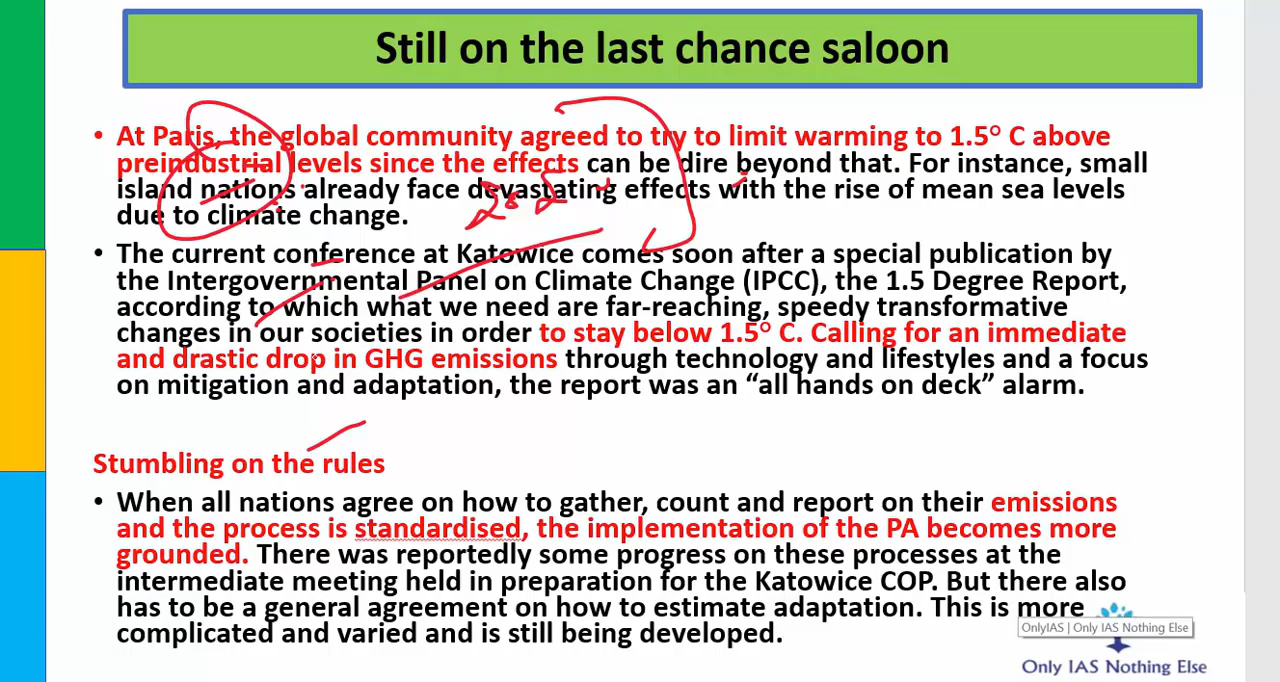 Still on the last chance saloon
• At Paris, the global community agreed to try to limit warming to 1.5° C above
preindustrial levels since the effects can be dire beyond that. For instance, small
island nations already face devastating effects with the rise of mean sea levels
due to climate change.
• The current conference at Katowice comes soon after a special publication by
the Intergovernmental Panel on Climate Change (IPCC), the 1.5 Degree Report,
according to which what we need are far-reaching, speedy transformative
changes in our societies in order to stay below 1.5° C. Calling for an immediate
and drastic drop in GHG emissions through technology and lifestyles and a focus
on mitigation and adaptation, the report was an “all hands on deck” alarm.
Stumbling on the rules
• When all nations agree on how to gather, count and report on their emissions
and the process is standardised, the implementation of the PA becomes more
grounded. There was reportedly some progress on these processes at the
intermediate meeting held in preparation for the Katowice COP. But there also
has to be a general agreement on how to estimate adaptation. This is more
complicated and varied and is still being developed.
OnlyIAS | Only IAS Nothing Else
Only IAS Nothing Else